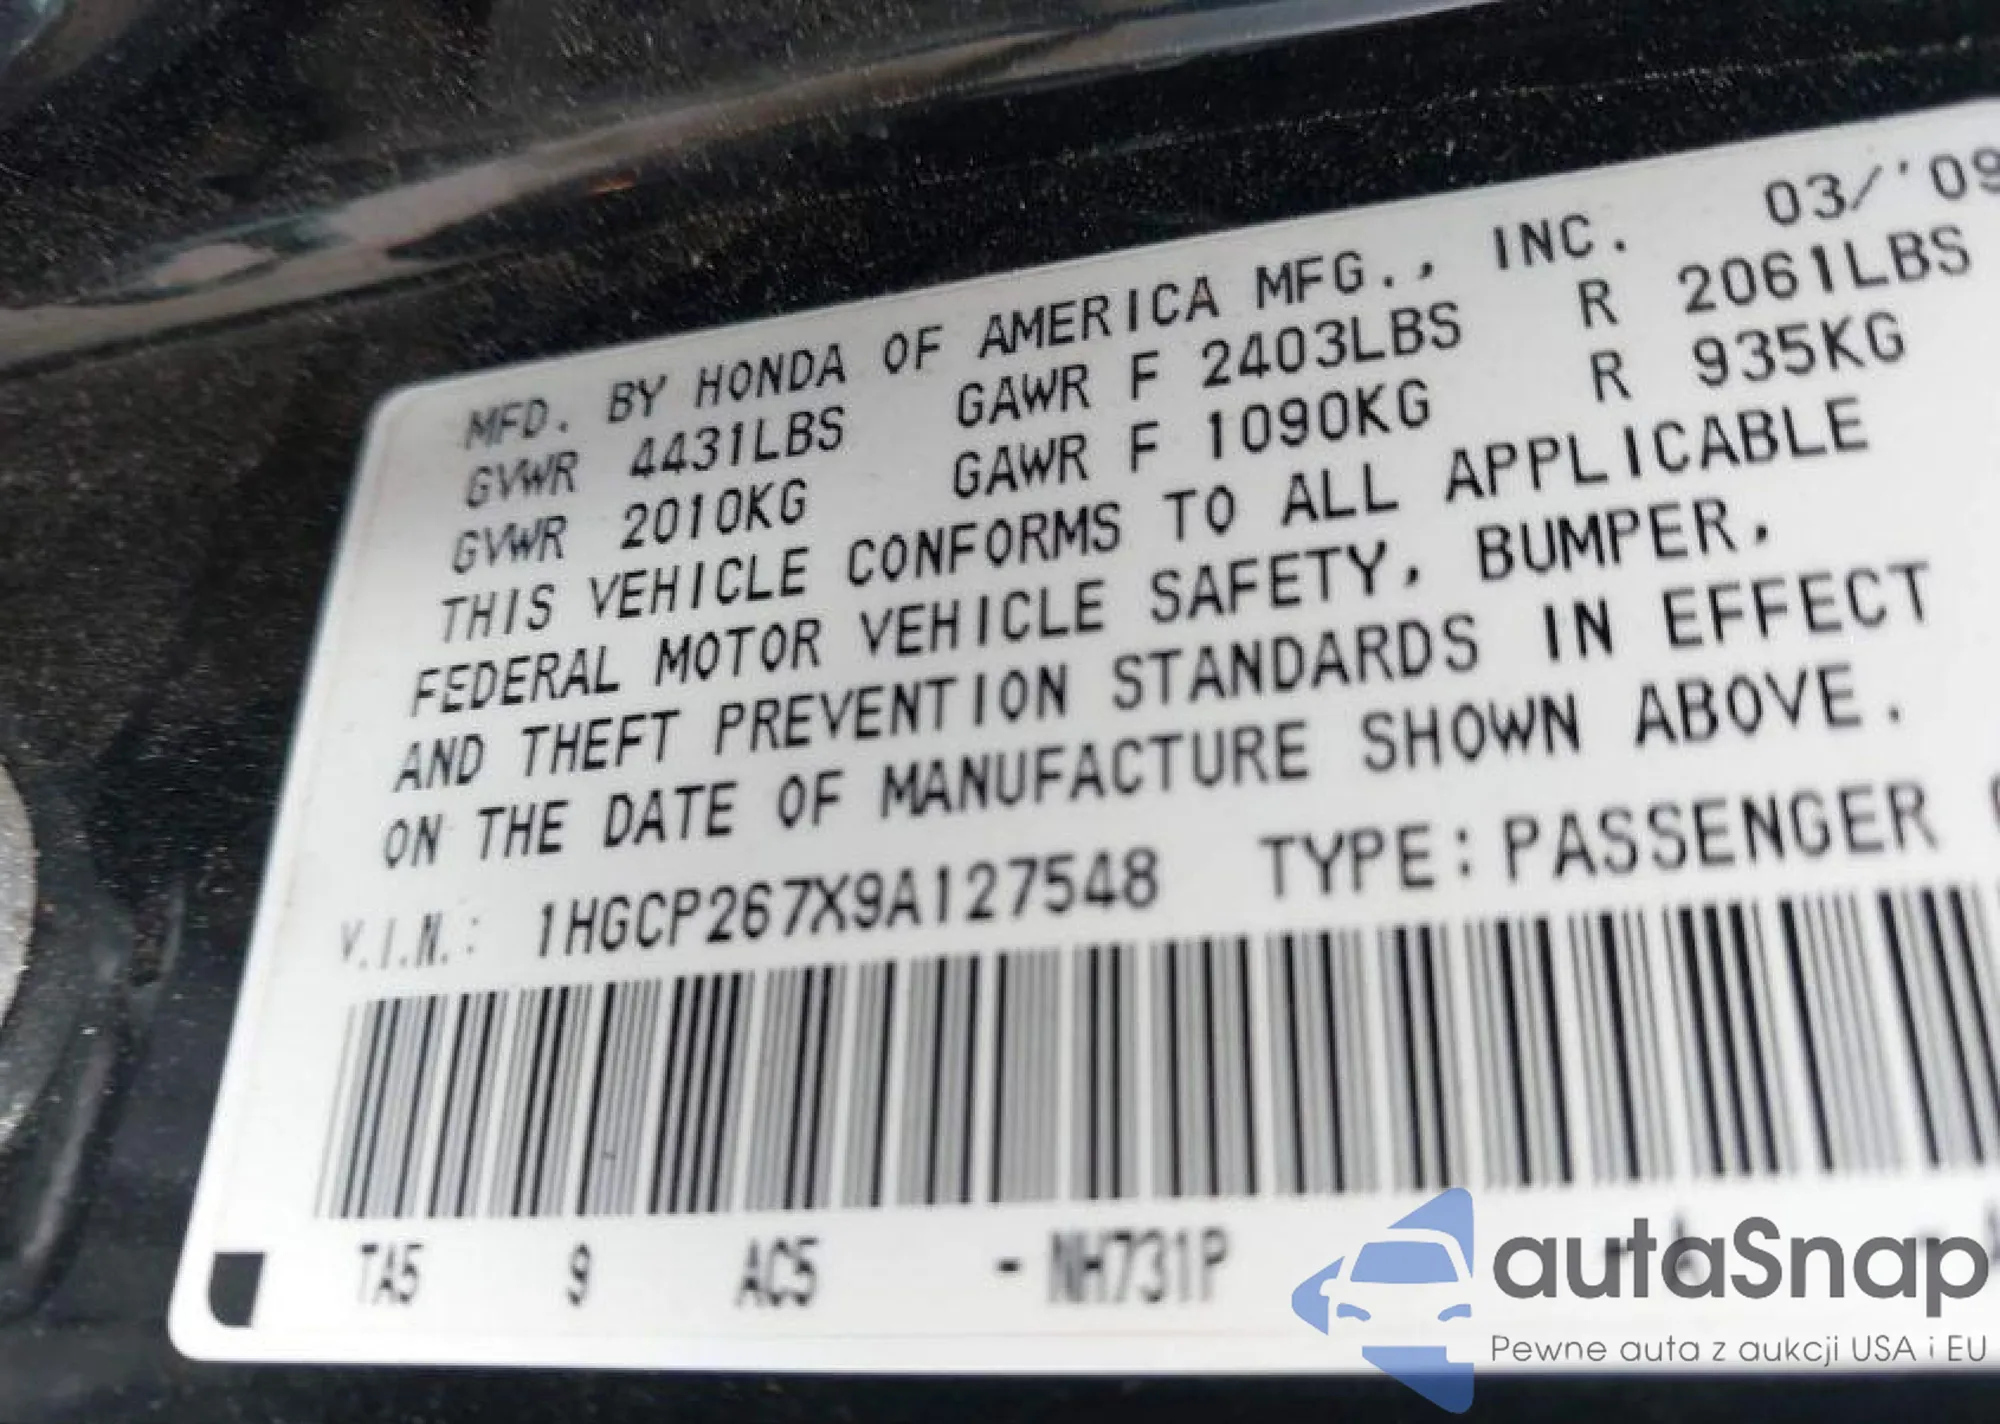 MFD. BY HONDA OF AMERICA MFG., INC. 03/'09
GVWR 4431LBS GAWR F 2403LBS R 2061LBS
GVWR 2010KG GAWR F 1090KG R 935KG
THIS VEHICLE CONFORMS TO ALL APPLICABLE
FEDERAL MOTOR VEHICLE SAFETY, BUMPER,
AND THEFT PREVENTION STANDARDS IN EFFECT
ON THE DATE OF MANUFACTURE SHOWN ABOVE.
V.I.N.: 1HGCP267X9A127548 TYPE: PASSENGER
TA5 9 AC5 - NH731P
autaSnap
Pewne auta z aukcji USA i EU